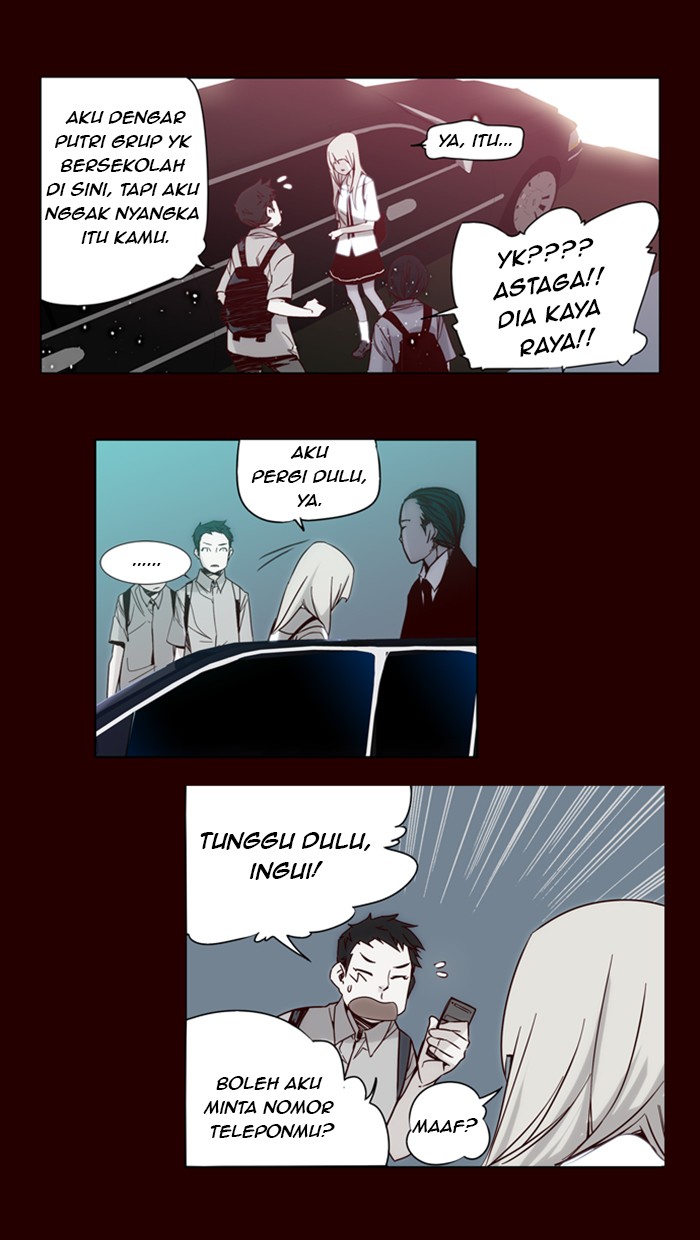 AKU DENGAR
PUTRI GRUP YK
BERSEKOLAH
DI SINI, TAPI AKU
NGGAK NYANGKA
ITU KAMU.
YA, ITU...
YK????
ASTAGA!!
DIA KAYA
RAYA!!
AKU
PERGI DULU,
YA.
......
TUNGGU DULU,
INGUI!
BOLEH AKU
MINTA NOMOR
TELEPONMU?
MAAF?